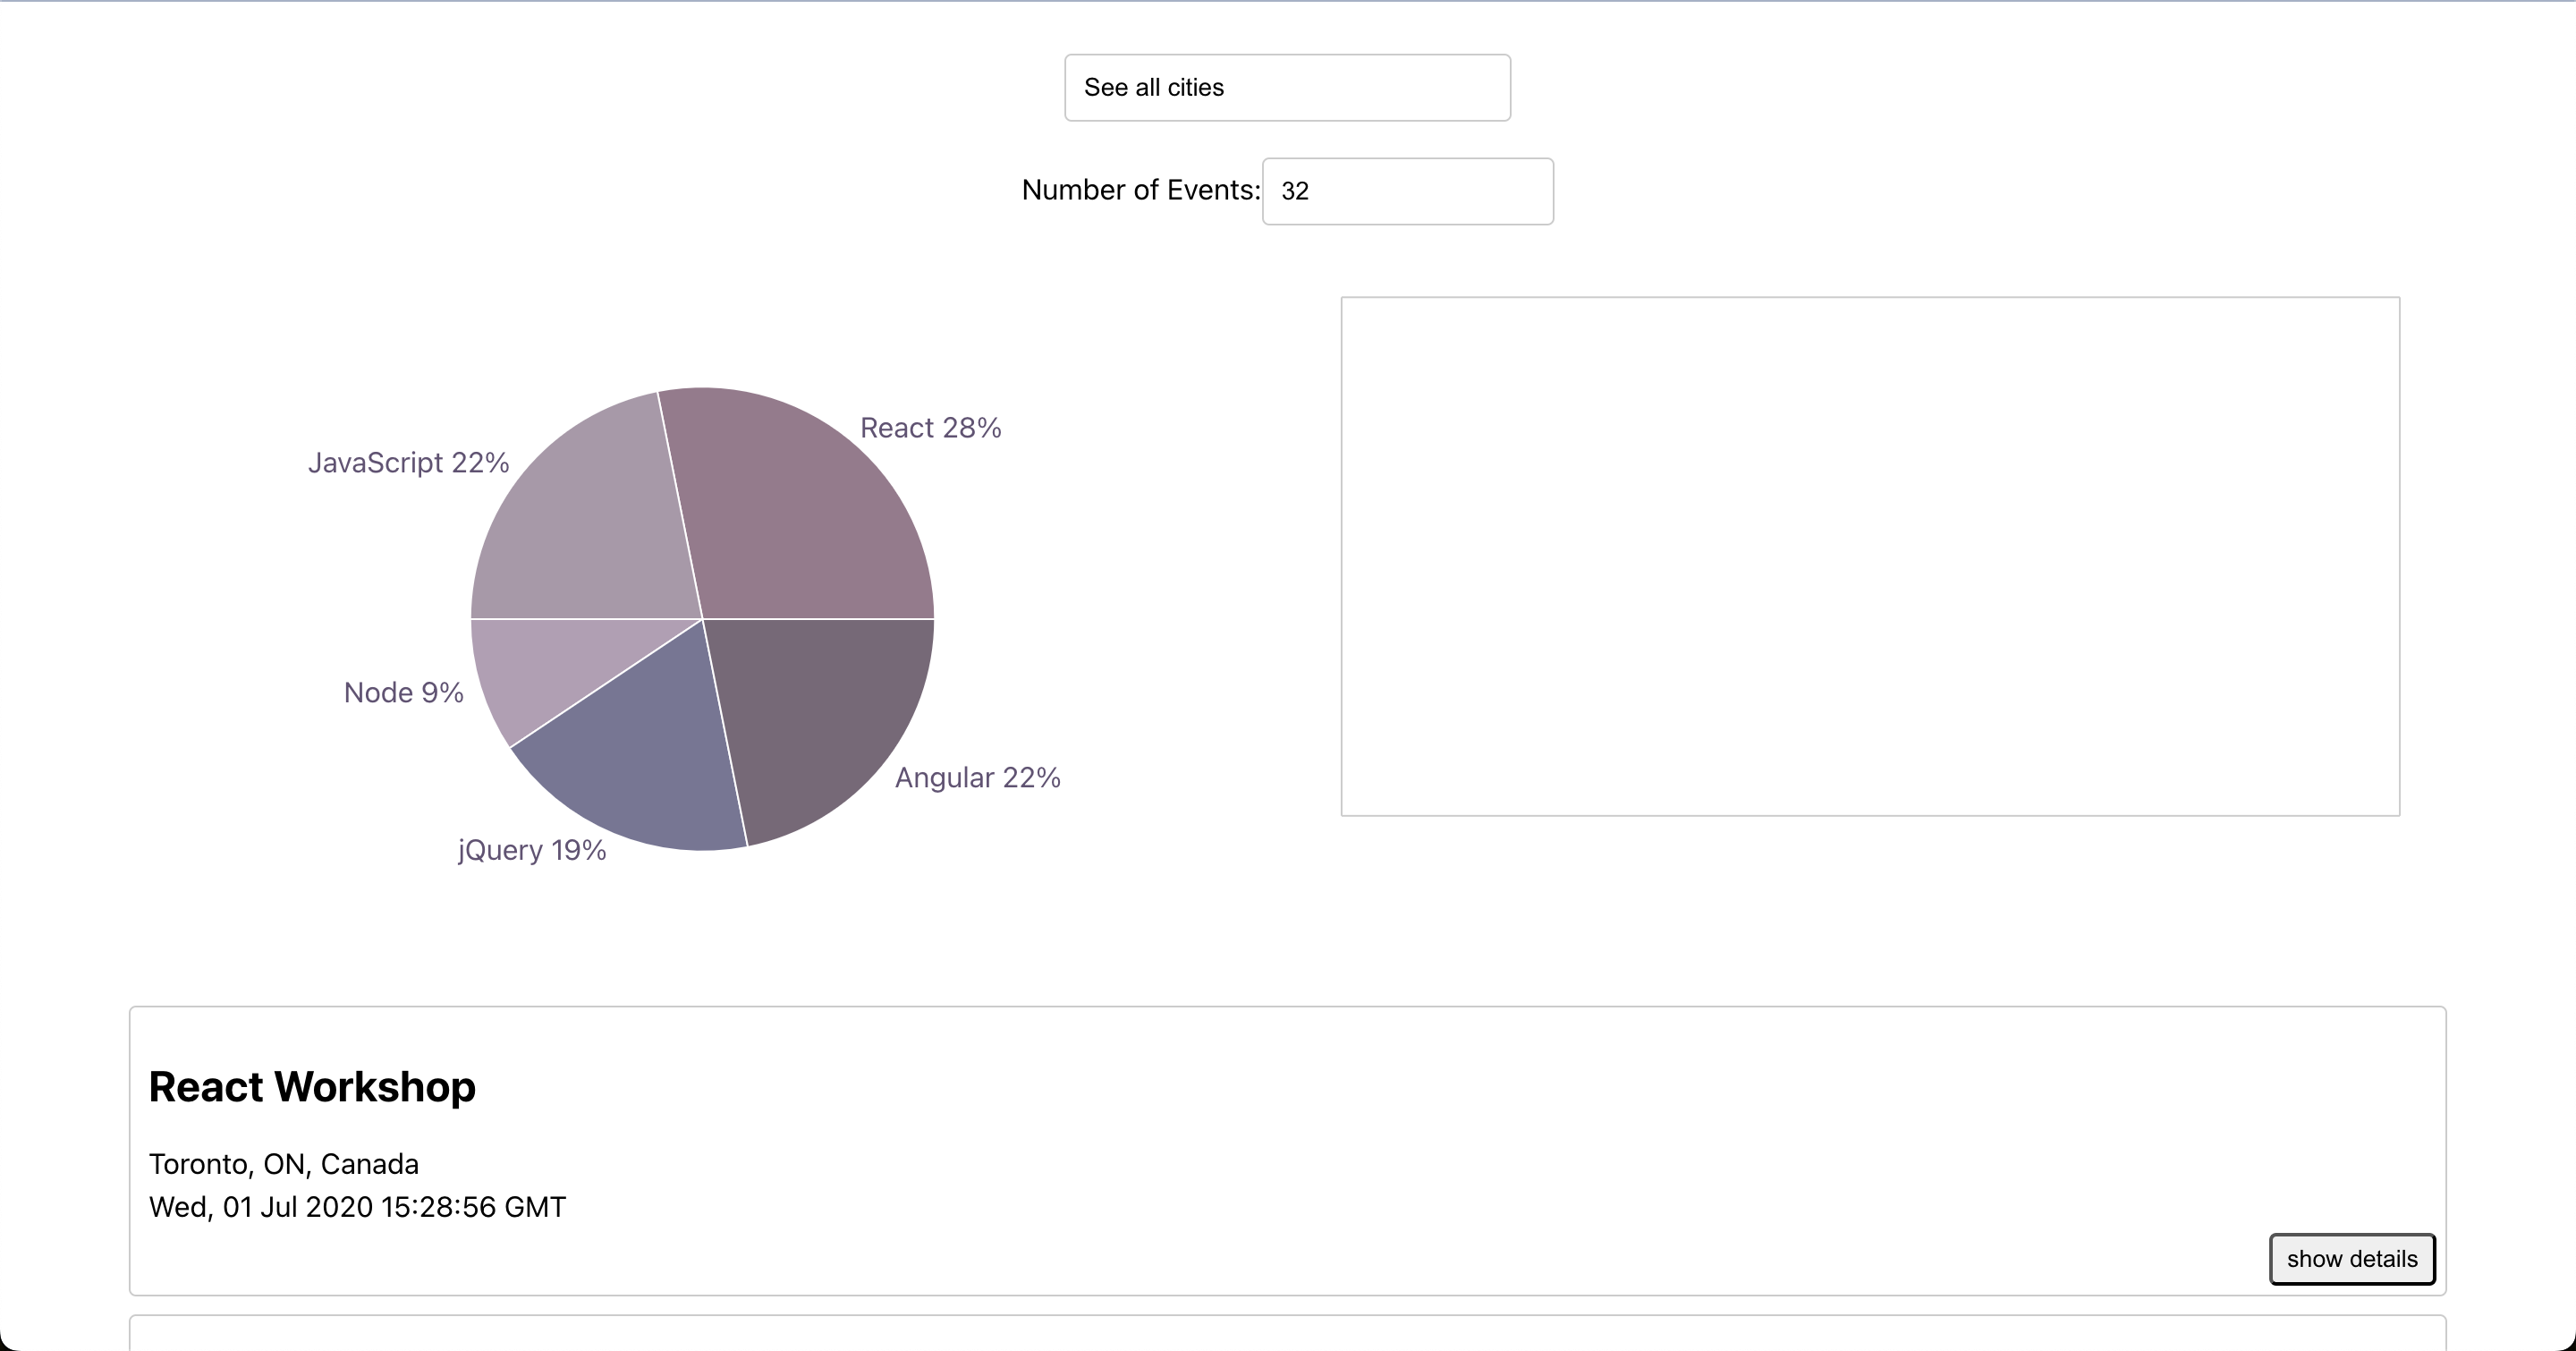 See all cities
Number of Events: 32
React 28%
JavaScript 22%
Node 9%
Angular 22%
jQuery 19%
React Workshop
Toronto, ON, Canada
Wed, 01 Jul 2020 15:28:56 GMT
show details